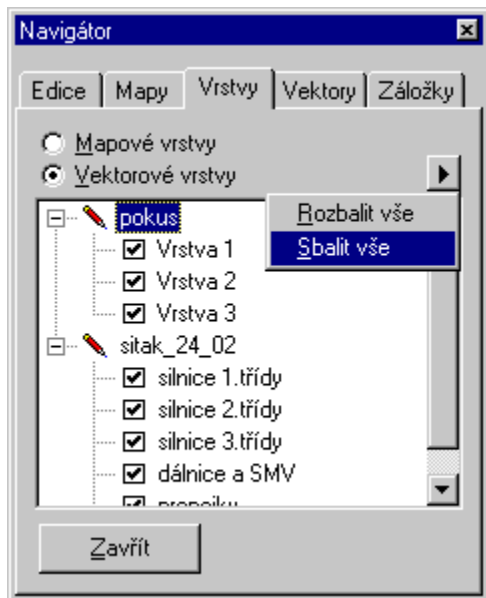 Navigátor
Edice Mapy Vrstvy Vektory Záložky
Mapové vrstvy
Vektorové vrstvy
Rozbalit vše
Sbalit vše
pokus
Vrstva 1
Vrstva 2
Vrstva 3
sitak_24_02
silnice 1.třídy
silnice 2.třídy
silnice 3.třídy
dálnice a SMV
Zavřít